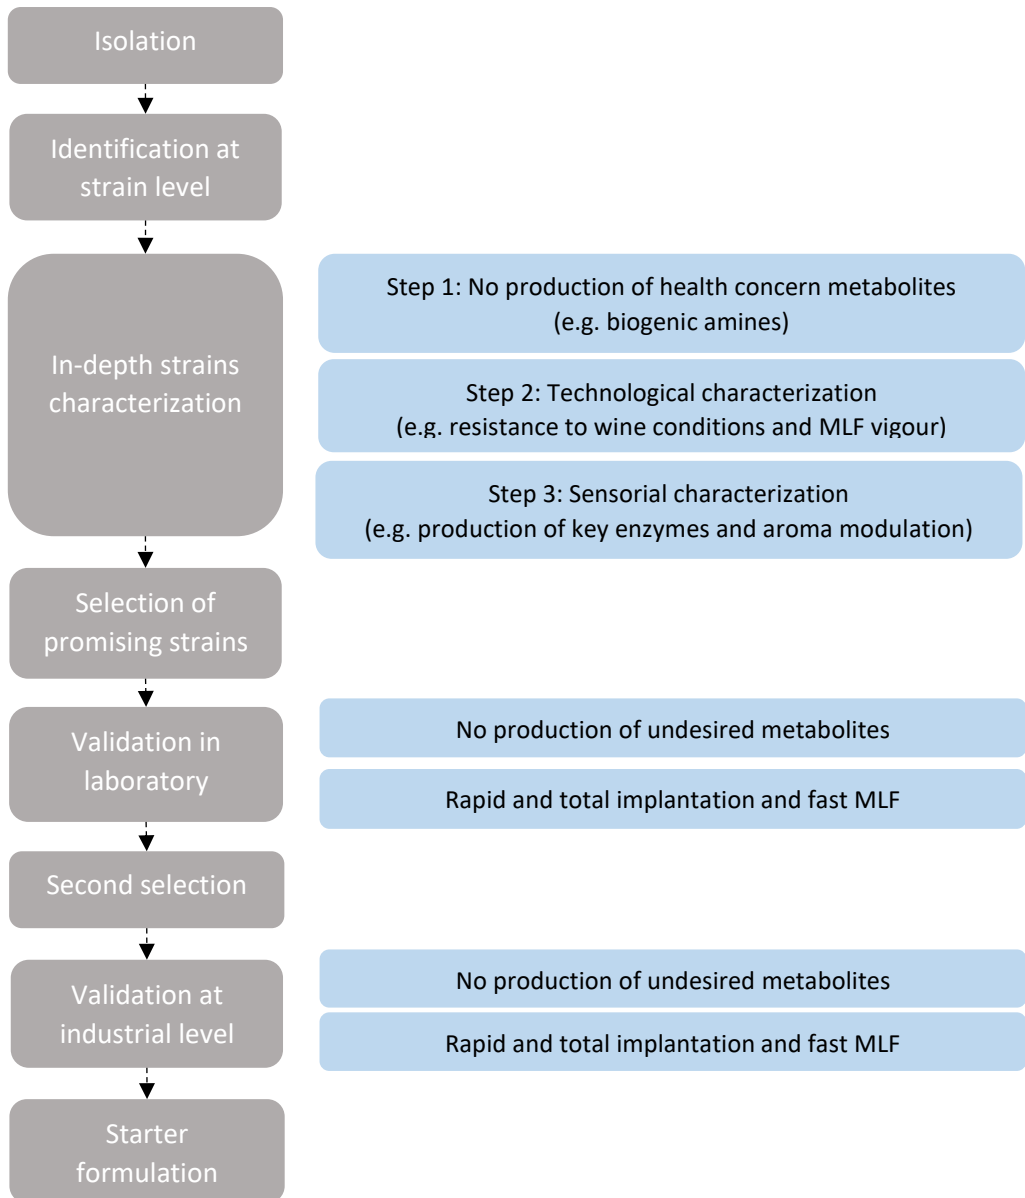 Isolation
Identification at
strain level
In-depth strains
characterization
Step 1: No production of health concern metabolites
(e.g. biogenic amines)
Step 2: Technological characterization
(e.g. resistance to wine conditions and MLF vigour)
Step 3: Sensorial characterization
(e.g. production of key enzymes and aroma modulation)
Selection of
promising strains
Validation in
laboratory
No production of undesired metabolites
Rapid and total implantation and fast MLF
Second selection
Validation at
industrial level
No production of undesired metabolites
Rapid and total implantation and fast MLF
Starter
formulation